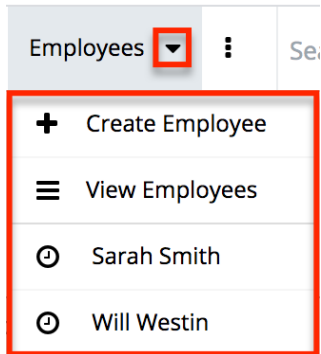 Employees
Create Employee
View Employees
Sarah Smith
Will Westin